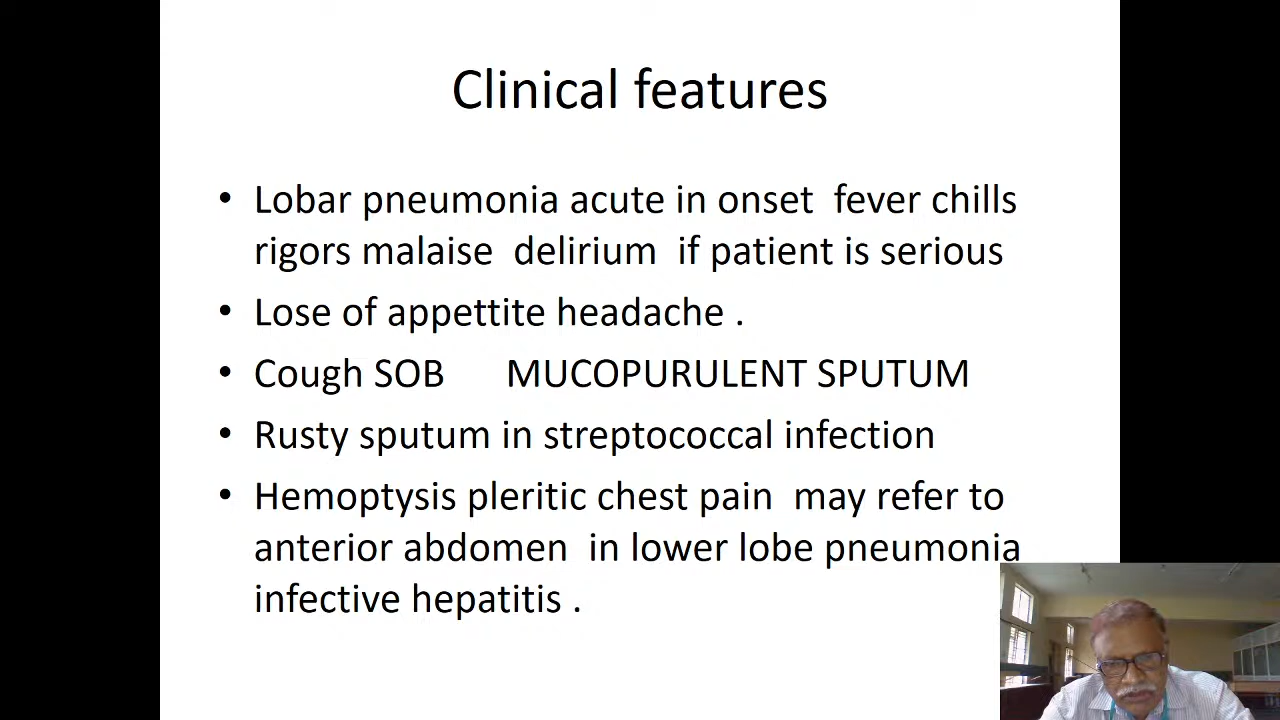 Clinical features
• Lobar pneumonia acute in onset  fever chills
rigors malaise  delirium  if patient is serious
• Lose of appettite headache .
• Cough SOB      MUCOPURULENT SPUTUM
• Rusty sputum in streptococcal infection
• Hemoptysis pleritic chest pain  may refer to
anterior abdomen  in lower lobe pneumonia
infective hepatitis .